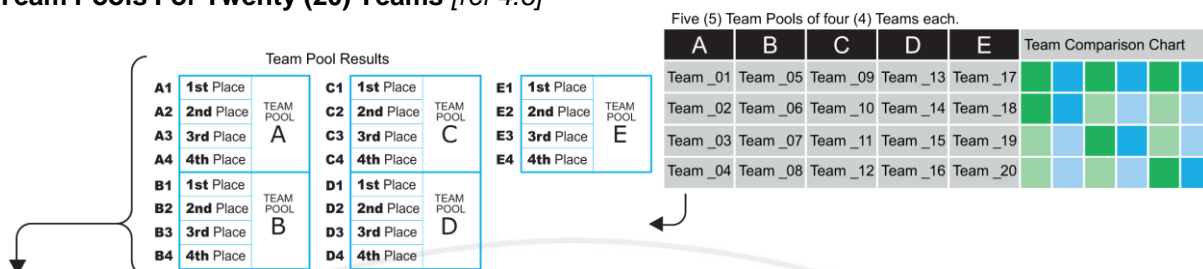 Team Pools For Twenty (20) Teams [ref 4.6]
Five (5) Team Pools of four (4) Teams each.
A B C D E Team Comparison Chart
Team _01 Team _05 Team _09 Team _13 Team _17
Team _02 Team _06 Team _10 Team _14 Team _18
Team _03 Team _07 Team _11 Team _15 Team _19
Team _04 Team _08 Team _12 Team _16 Team _20
Team Pool Results
A1 1st Place
A2 2nd Place
A3 3rd Place
A4 4th Place
TEAM
POOL
A
B1 1st Place
B2 2nd Place
B3 3rd Place
B4 4th Place
TEAM
POOL
B
C1 1st Place
C2 2nd Place
C3 3rd Place
C4 4th Place
TEAM
POOL
C
D1 1st Place
D2 2nd Place
D3 3rd Place
D4 4th Place
TEAM
POOL
D
E1 1st Place
E2 2nd Place
E3 3rd Place
E4 4th Place
TEAM
POOL
E